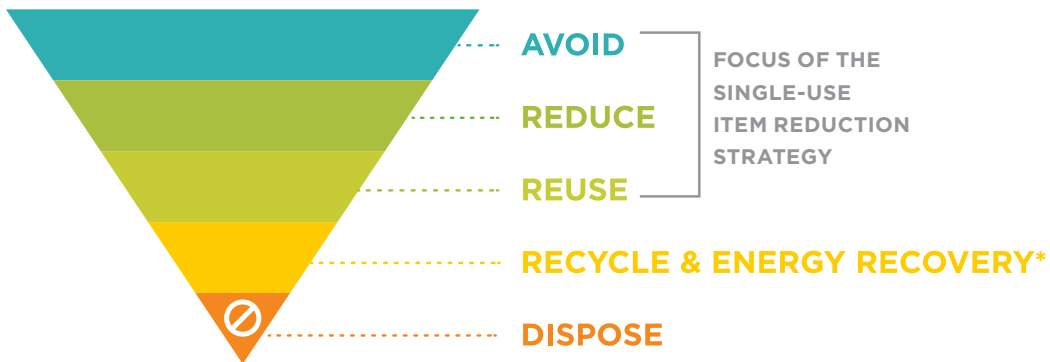 AVOID
FOCUS OF THE
SINGLE-USE
ITEM REDUCTION
STRATEGY
REDUCE
REUSE
RECYCLE & ENERGY RECOVERY*
DISPOSE